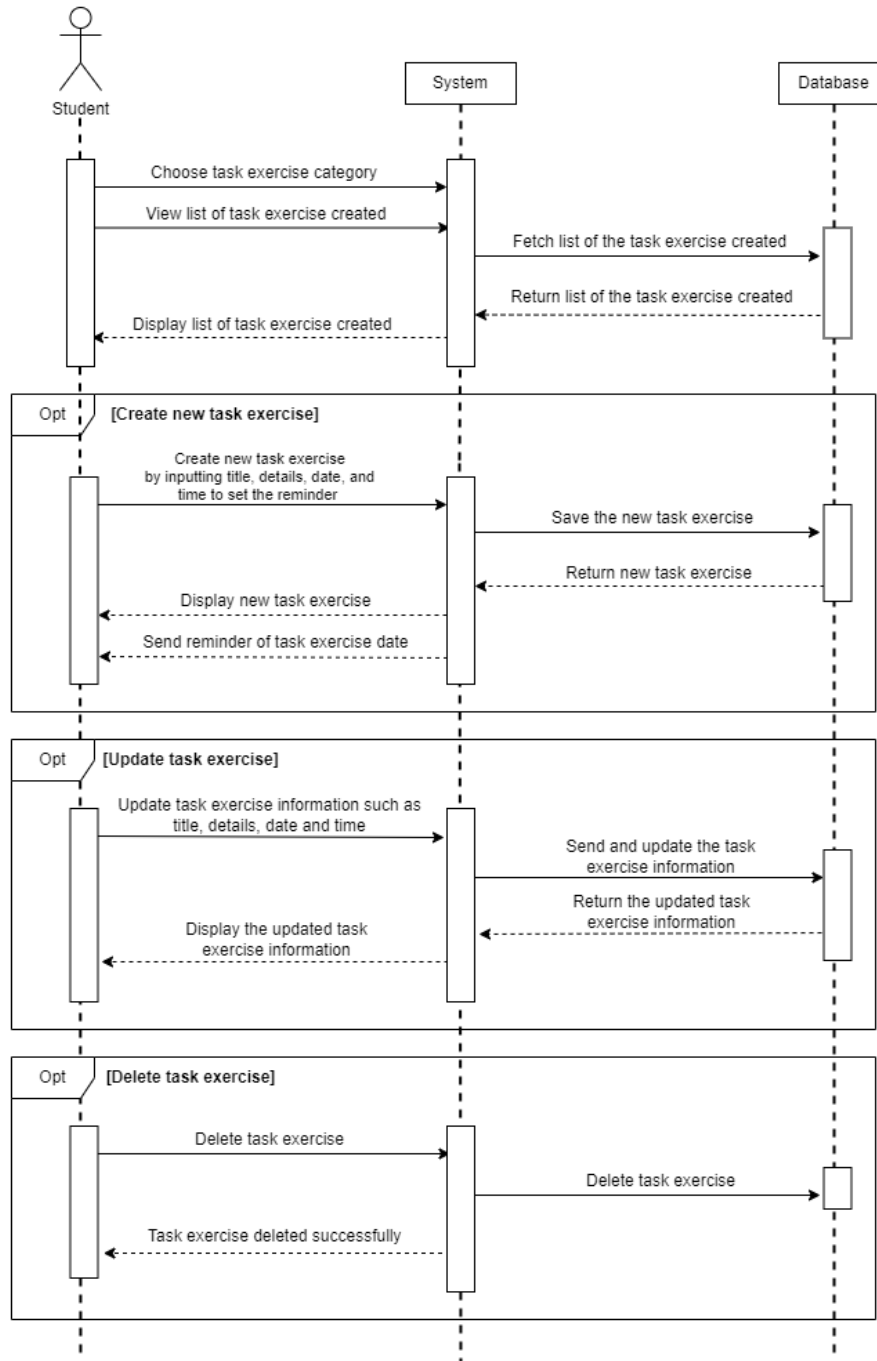 Student
System
Database
Choose task exercise category
View list of task exercise created
Fetch list of the task exercise created
Return list of the task exercise created
Display list of task exercise created
Opt
[Create new task exercise]
Create new task exercise
by inputting title, details, date, and
time to set the reminder
Save the new task exercise
Return new task exercise
Display new task exercise
Send reminder of task exercise date
Opt
[Update task exercise]
Update task exercise information such as
title, details, date and time
Send and update the task
exercise information
Return the updated task
exercise information
Display the updated task
exercise information
Opt
[Delete task exercise]
Delete task exercise
Delete task exercise
Task exercise deleted successfully